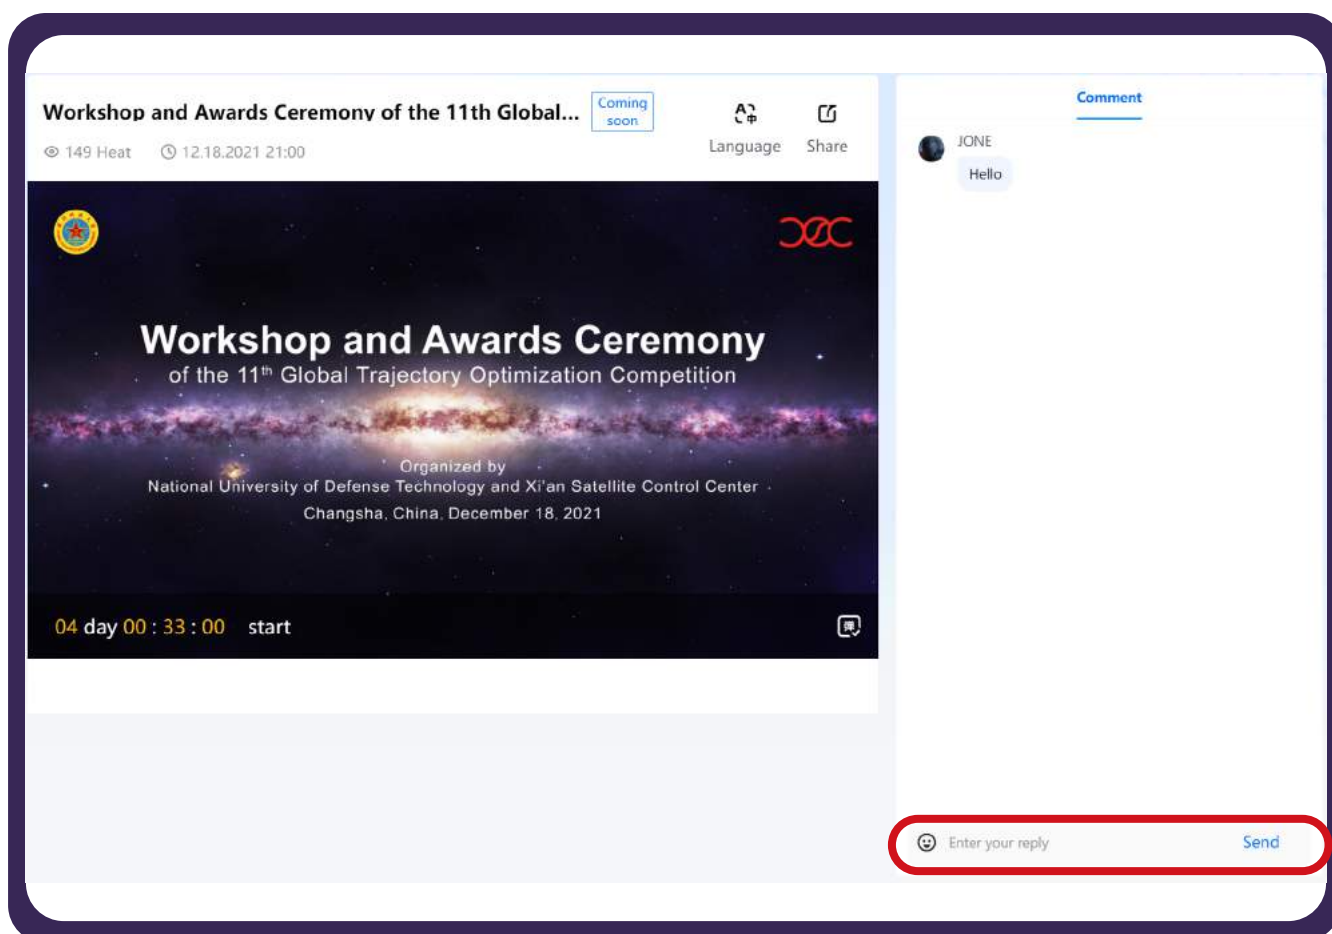 Workshop and Awards Ceremony of the 11th Global...
Coming
soon
149 Heat
12.18.2021 21:00
Language
Share
Workshop and Awards Ceremony
of the 11th Global Trajectory Optimization Competition
Organized by
National University of Defense Technology and Xi'an Satellite Control Center
Changsha, China, December 18, 2021
04 day 00 : 33 : 00 start
弹
Comment
JONE
Hello
Enter your reply
Send